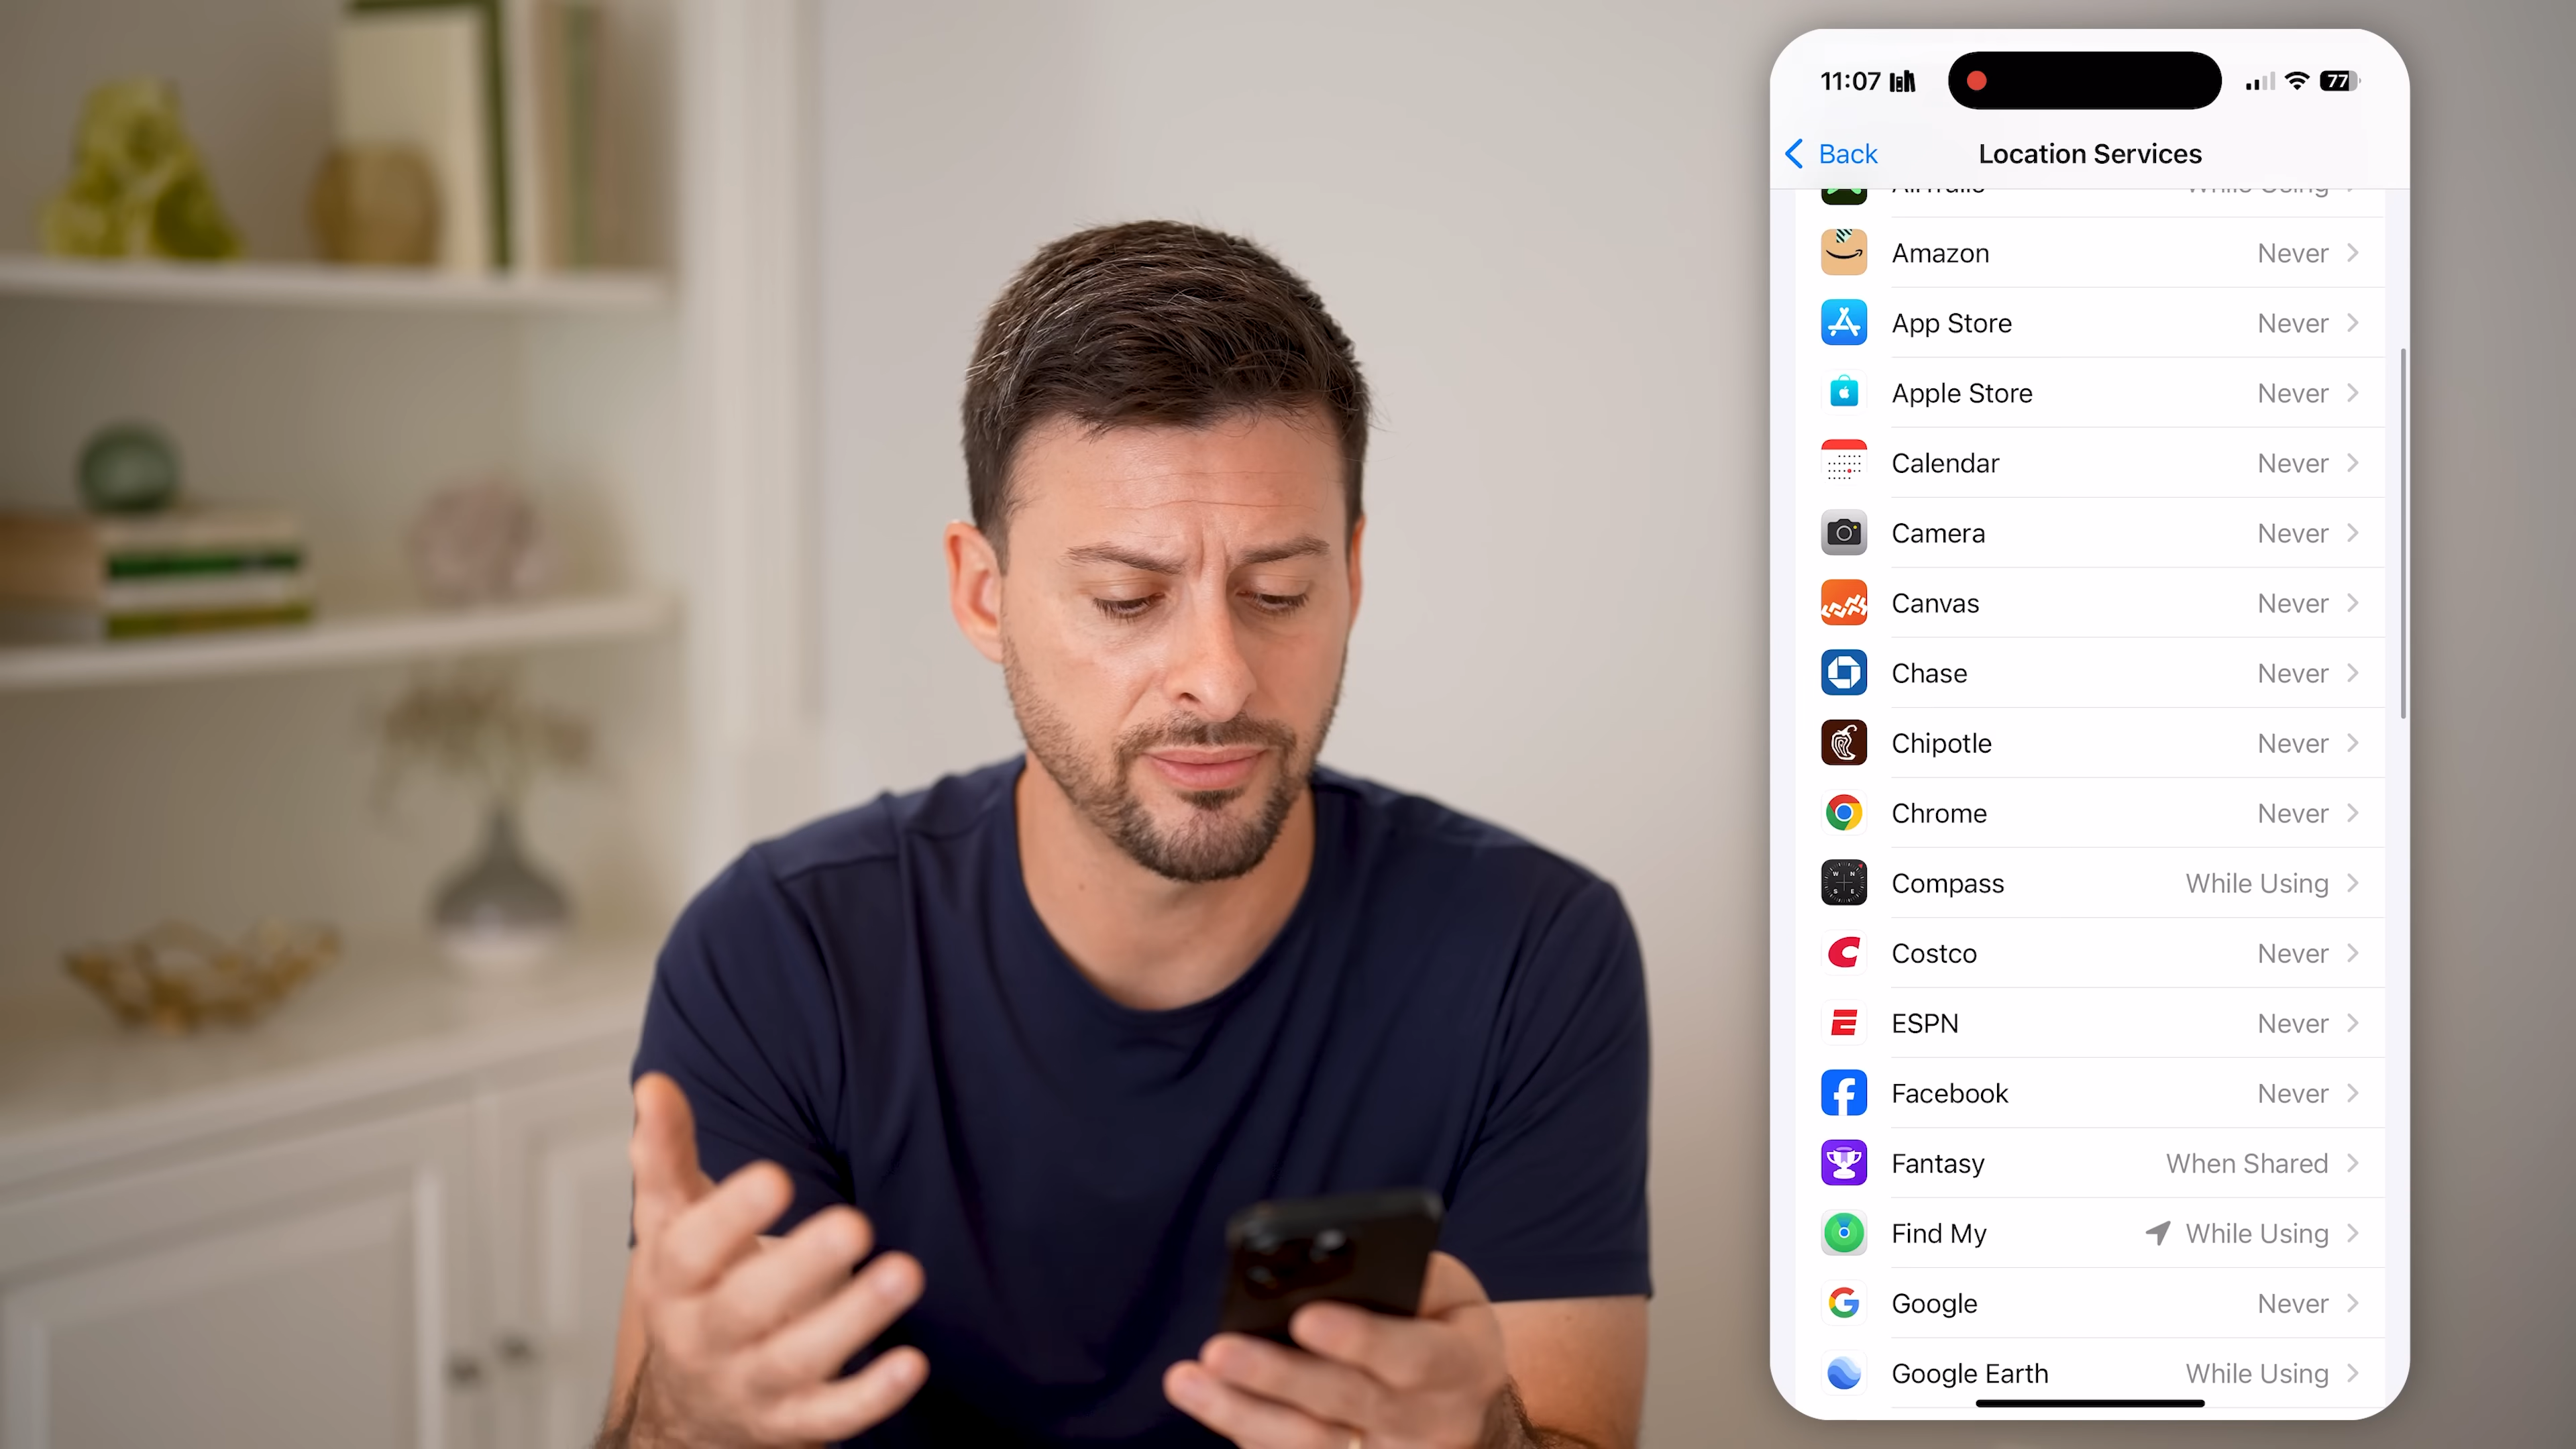 11:07
77
Back
Location Services
Amazon Never
App Store Never
Apple Store Never
Calendar Never
Camera Never
Canvas Never
Chase Never
Chipotle Never
Chrome Never
Compass While Using
Costco Never
ESPN Never
Facebook Never
Fantasy When Shared
Find My While Using
Google Never
Google Earth While Using